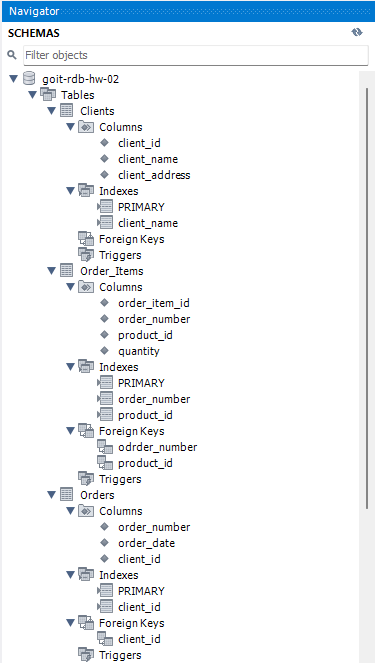 Navigator
SCHEMAS
Filter objects
goit-rdb-hw-02
Tables
Clients
Columns
client_id
client_name
client_address
Indexes
PRIMARY
client_name
Foreign Keys
Triggers
Order_Items
Columns
order_item_id
order_number
product_id
quantity
Indexes
PRIMARY
order_number
product_id
Foreign Keys
odrder_number
product_id
Triggers
Orders
Columns
order_number
order_date
client_id
Indexes
PRIMARY
client_id
Foreign Keys
client_id
Triggers